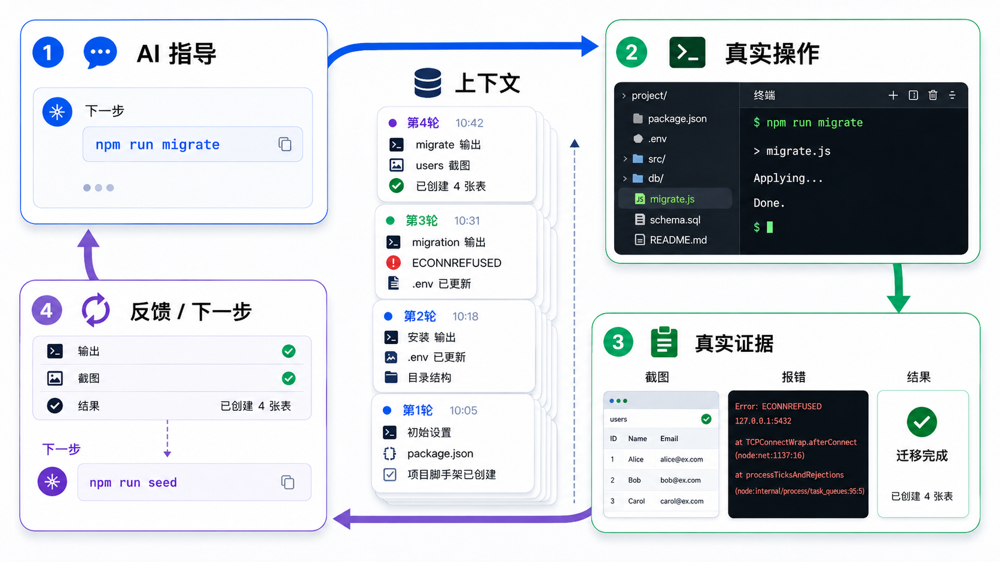 1 AI 指导
下一步
npm run migrate
上下文
第4轮 10:42
migrate 输出
users 截图
已创建 4 张表
第3轮 10:31
migration 输出
ECONNREFUSED
.env 已更新
第2轮 10:18
安装 输出
.env 已更新
目录结构
第1轮 10:05
初始设置
package.json
项目脚手架已创建
2 真实操作
project/
package.json
.env
src/
db/
JS migrate.js
schema.sql
README.md
终端
$ npm run migrate
> migrate.js
Applying...
Done.
$
3 真实证据
截图
users
ID Name Email
1 Alice alice@ex.com
2 Bob bob@ex.com
3 Carol carol@ex.com
报错
Error: ECONNREFUSED
127.0.0.1:5432
at TCPConnectWrap.afterConnect
(node:net:1137:16)
at processTicksAndRejections
(node:internal/process/task_queues:95:5)
结果
迁移完成
已创建 4 张表
4 反馈 / 下一步
输出
截图
结果 已创建 4 张表
下一步
npm run seed